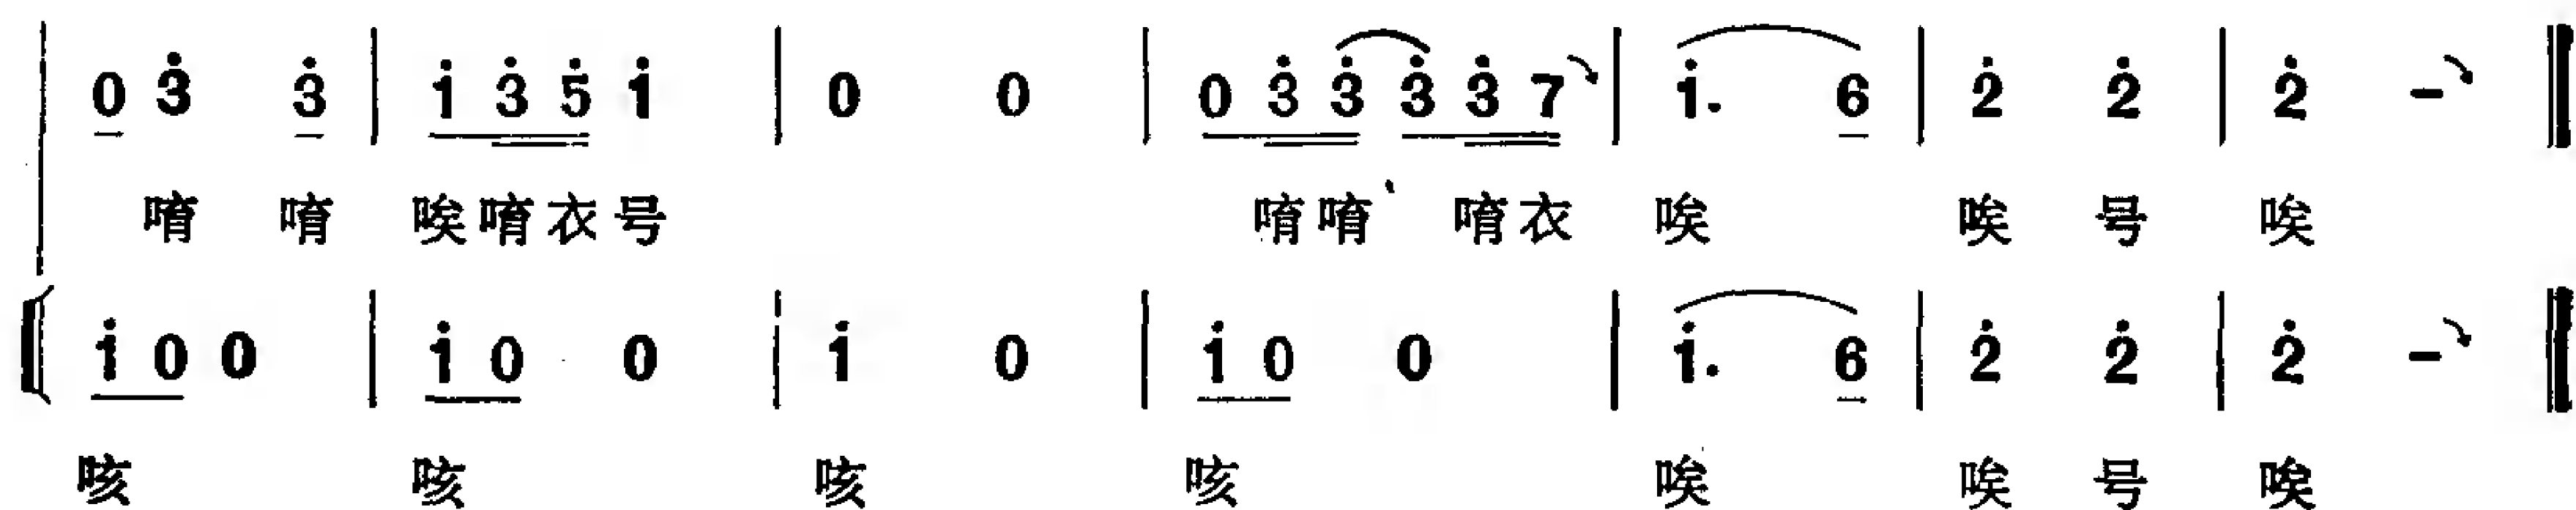 0 3̇ 3̇ | 1̇ 3̇ 5̇ 1̇ | 0 0 | 0 3̇ 3̇ 3̇ 3̇ 7 | 1̇. 6 | 2̇ 2̇ | 2̇ -
唷 唷 唉唷衣号 唷唷 唷衣 唉 唉 号 唉
1̇ 0 0 | 1̇ 0 0 | 1̇ 0 | 1̇ 0 0 | 1̇. 6 | 2̇ 2̇ | 2̇ -
咳 咳 咳 咳 唉 唉 号 唉